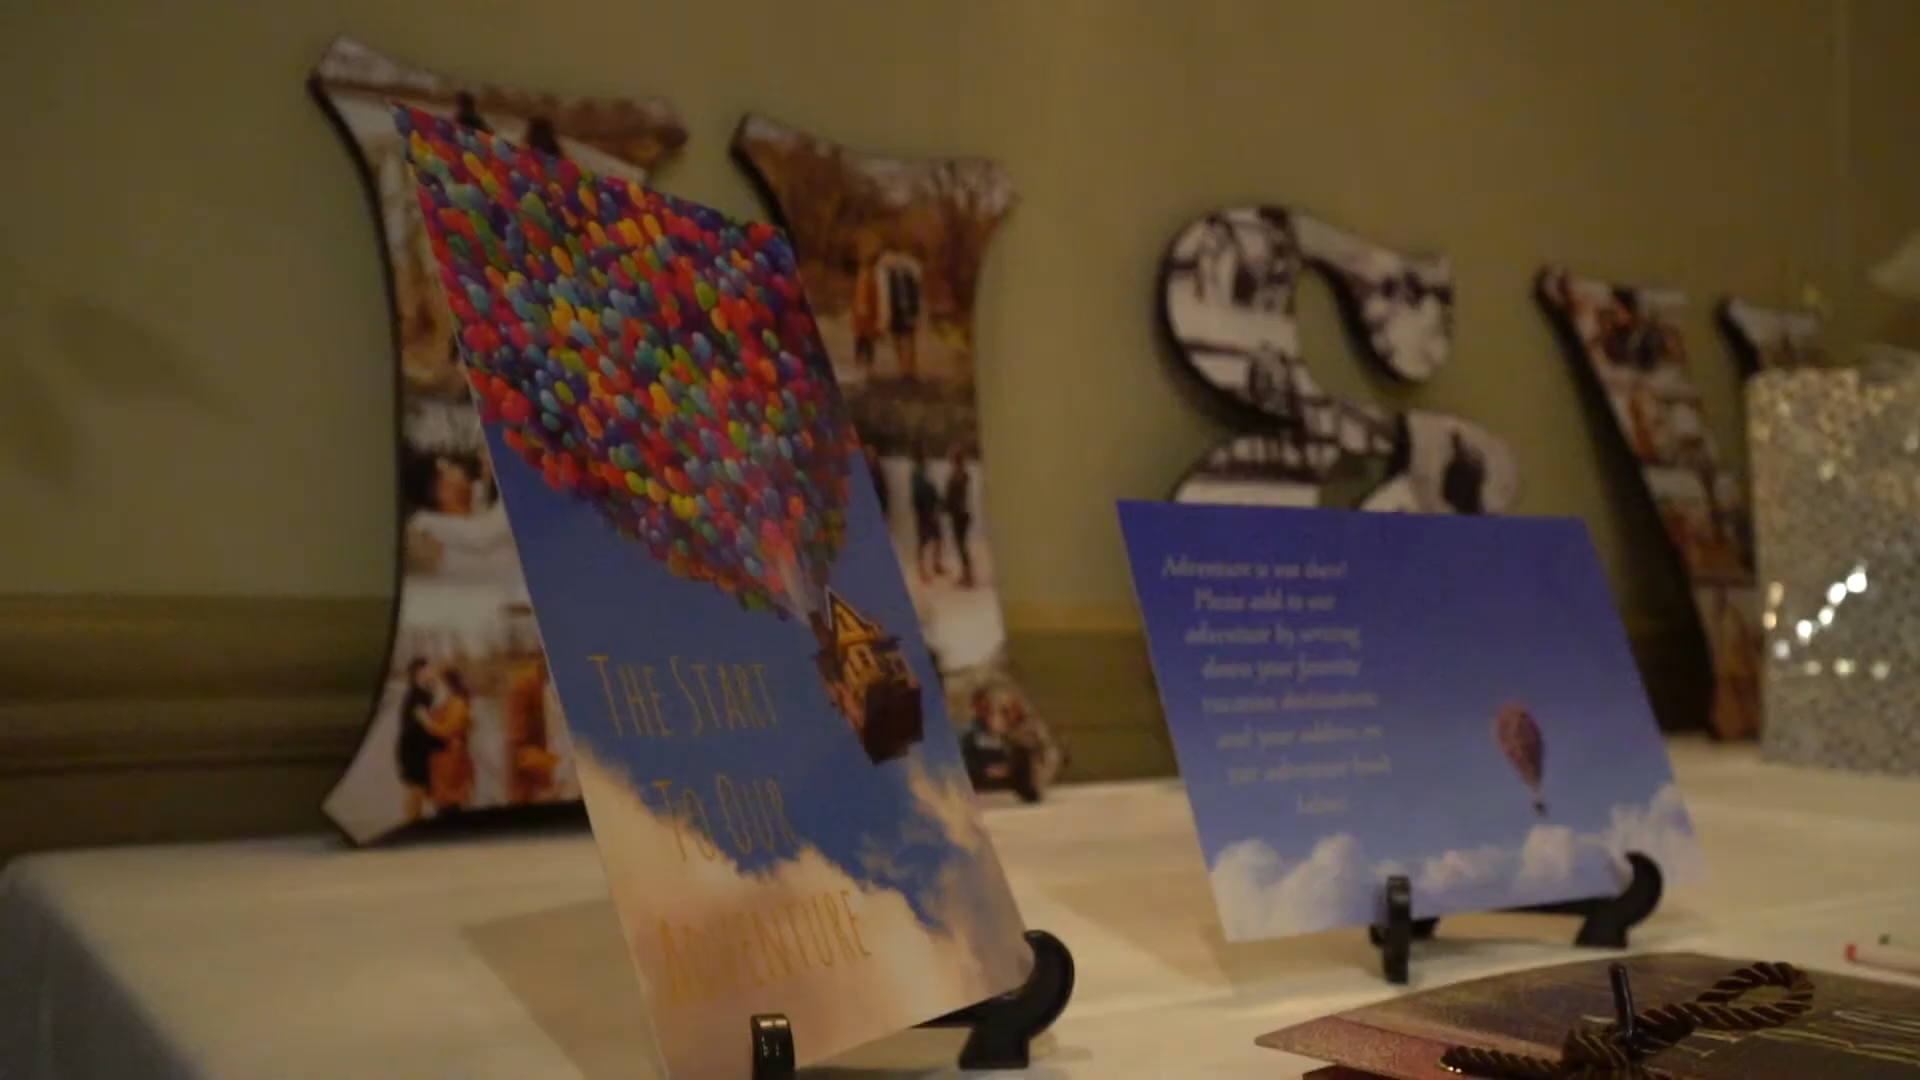 THE START
TO OUR
ADVENTURE
Adventure is out there!
Please add to our
adventure by writing
down your favorite
vacation destinations
and your address in
our adventure book
below!
&